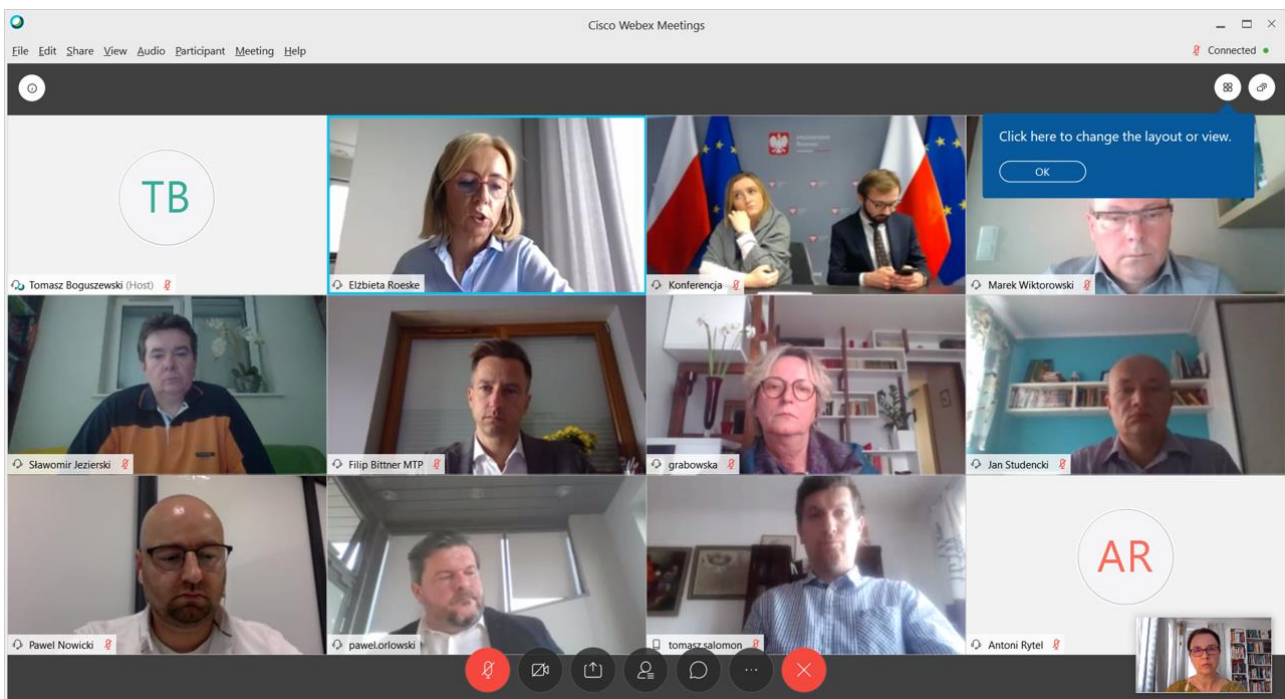 Cisco Webex Meetings
File Edit Share View Audio Participant Meeting Help
Connected
Click here to change the layout or view.
OK
TB
Tomasz Boguszewski (Host)
Elżbieta Roeske
Konferencja
Marek Wiktorowski
Sławomir Jezierski
Filip Bittner MTP
grabowska
Jan Studencki
AR
Pawel Nowicki
pawel.orlowski
tomasz.salomon
Antoni Rytel